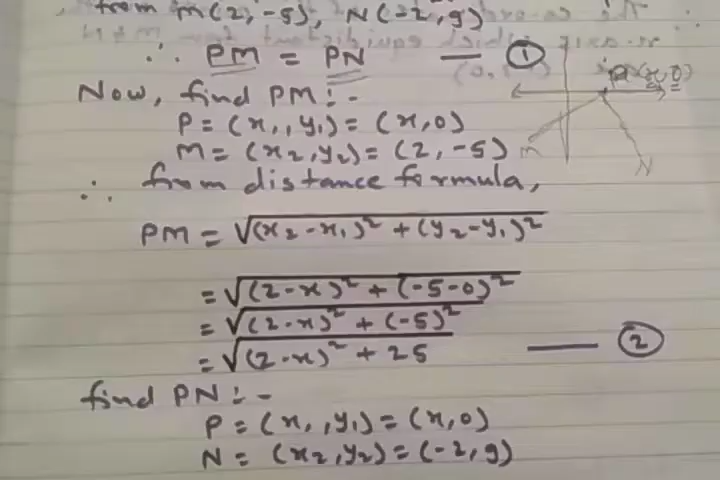 from M(2,-5), N(-2,9)
∴ PM = PN — ①
P(x,0)
Now, find PM:-
P = (x₁,y₁) = (x,0)
M = (x₂,y₂) = (2,-5)
M
N
∴ from distance formula,
PM = √(x₂-x₁)² + (y₂-y₁)²
= √(2-x)² + (-5-0)²
= √(2-x)² + (-5)²
= √(2-x)² + 25 — ②
find PN:-
P = (x₁,y₁) = (x,0)
N = (x₂,y₂) = (-2,9)